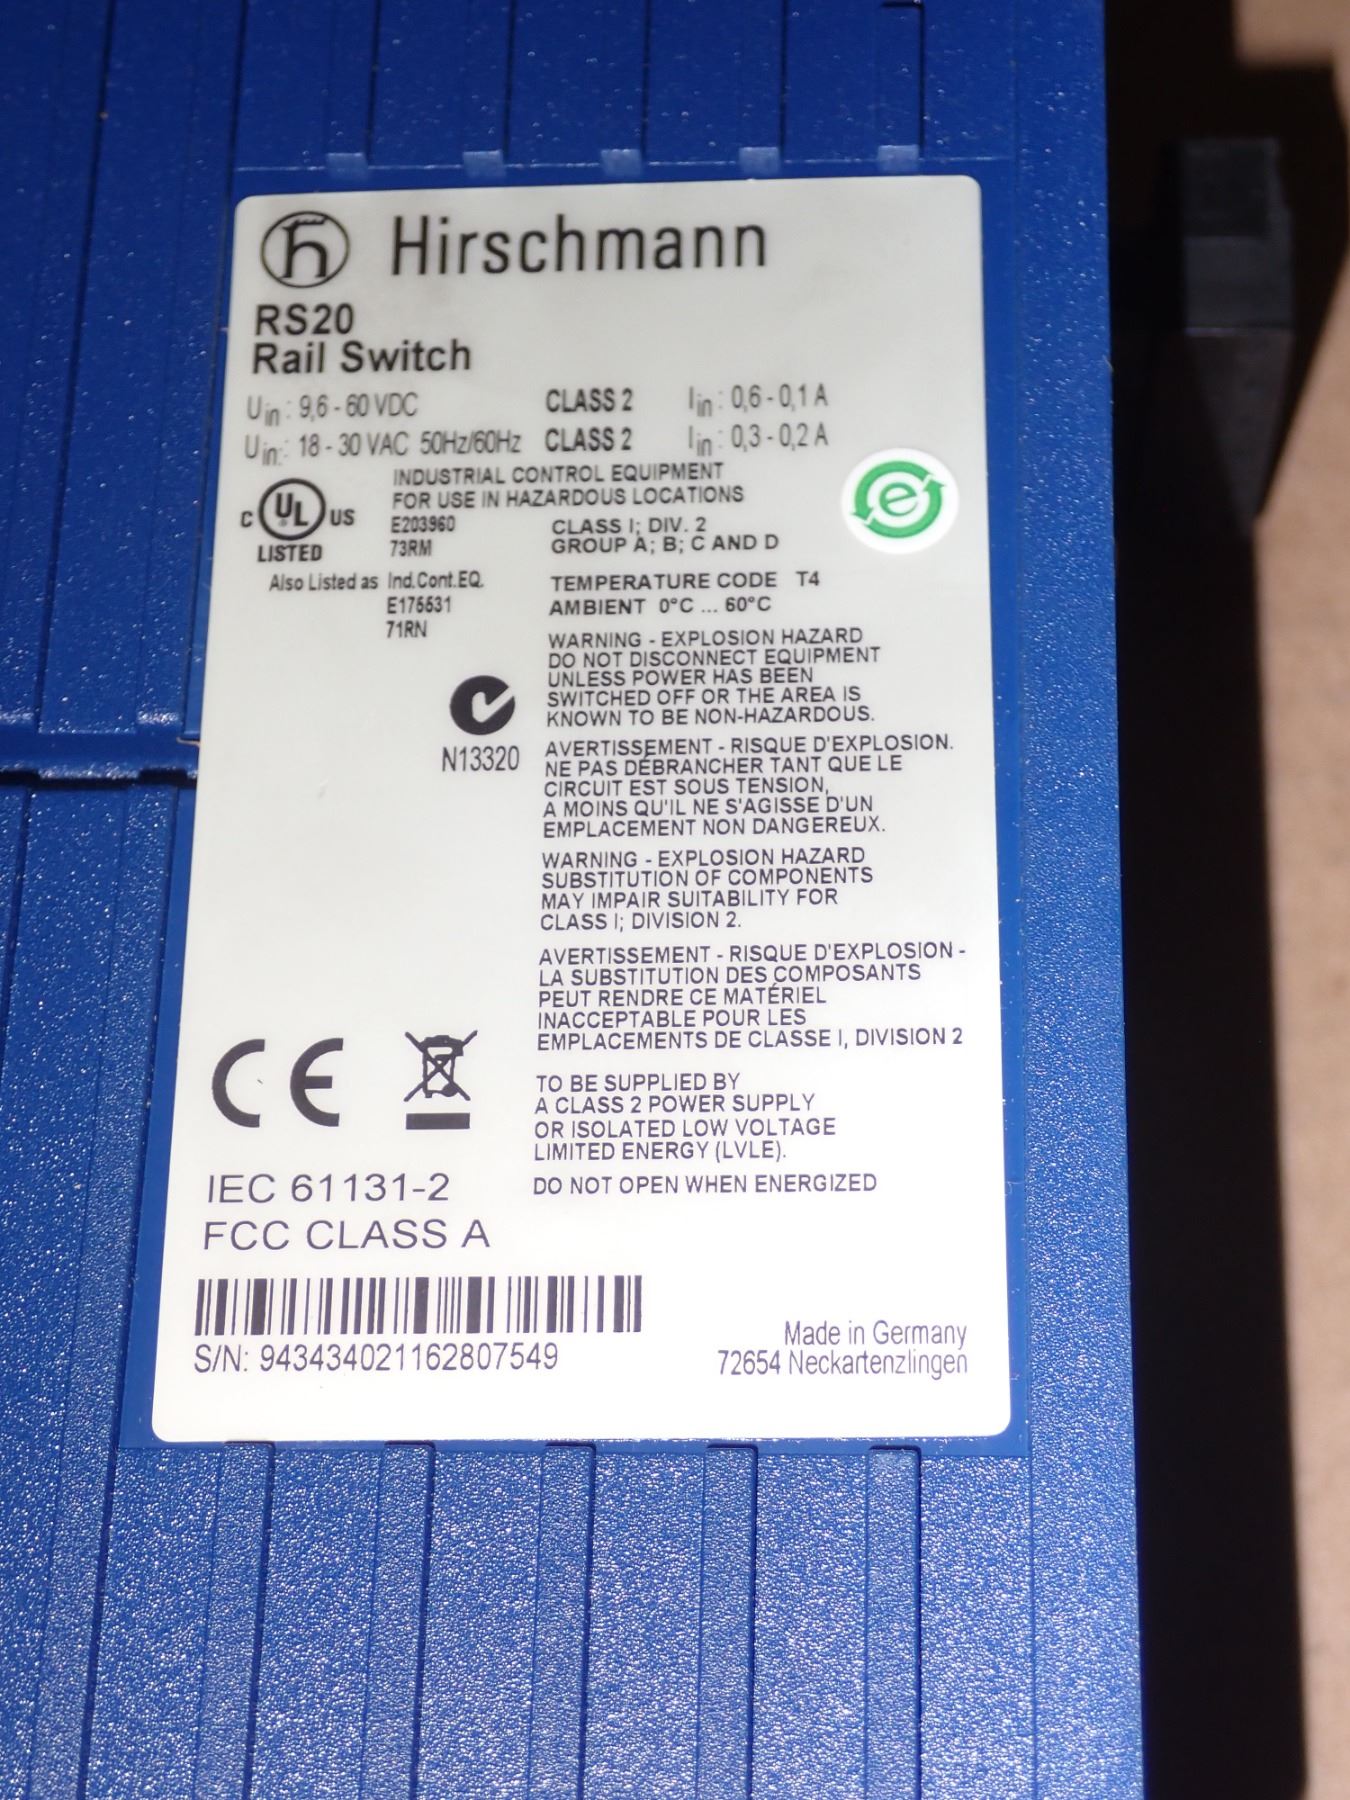 Hirschmann
RS20
Rail Switch
Uin: 9,6 - 60 VDC CLASS 2 Iin: 0,6 - 0,1 A
Uin: 18 - 30 VAC 50Hz/60Hz CLASS 2 Iin: 0,3 - 0,2 A
INDUSTRIAL CONTROL EQUIPMENT
FOR USE IN HAZARDOUS LOCATIONS
C UL US
LISTED
E203960
73RM
CLASS I; DIV. 2
GROUP A; B; C AND D
Also Listed as Ind.Cont.EQ.
E175531
71RN
TEMPERATURE CODE T4
AMBIENT 0°C ... 60°C
WARNING - EXPLOSION HAZARD
DO NOT DISCONNECT EQUIPMENT
UNLESS POWER HAS BEEN
SWITCHED OFF OR THE AREA IS
KNOWN TO BE NON-HAZARDOUS.
N13320
AVERTISSEMENT - RISQUE D'EXPLOSION.
NE PAS DÉBRANCHER TANT QUE LE
CIRCUIT EST SOUS TENSION,
A MOINS QU'IL NE S'AGISSE D'UN
EMPLACEMENT NON DANGEREUX.
WARNING - EXPLOSION HAZARD
SUBSTITUTION OF COMPONENTS
MAY IMPAIR SUITABILITY FOR
CLASS I; DIVISION 2.
AVERTISSEMENT - RISQUE D'EXPLOSION -
LA SUBSTITUTION DES COMPOSANTS
PEUT RENDRE CE MATÉRIEL
INACCEPTABLE POUR LES
EMPLACEMENTS DE CLASSE I, DIVISION 2
TO BE SUPPLIED BY
A CLASS 2 POWER SUPPLY
OR ISOLATED LOW VOLTAGE
LIMITED ENERGY (LVLE).
DO NOT OPEN WHEN ENERGIZED
CE
IEC 61131-2
FCC CLASS A
S/N: 943434021162807549
Made in Germany
72654 Neckartenzlingen